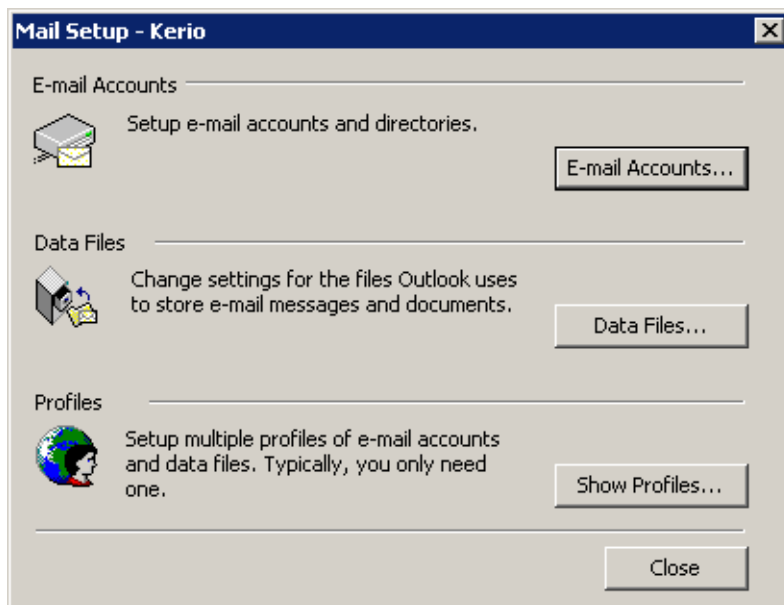 Mail Setup - Kerio
E-mail Accounts
Setup e-mail accounts and directories.
E-mail Accounts...
Data Files
Change settings for the files Outlook uses
to store e-mail messages and documents.
Data Files...
Profiles
Setup multiple profiles of e-mail accounts
and data files. Typically, you only need
one.
Show Profiles...
Close